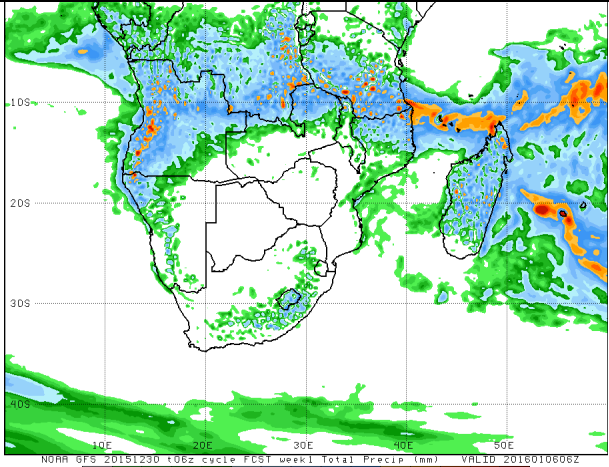 10S
20S
30S
40S
10E
20E
30E
40E
50E
NOAA GFS 20151230 t06z cycle FCST week1 Total Precip (mm) VALID 2016010606Z